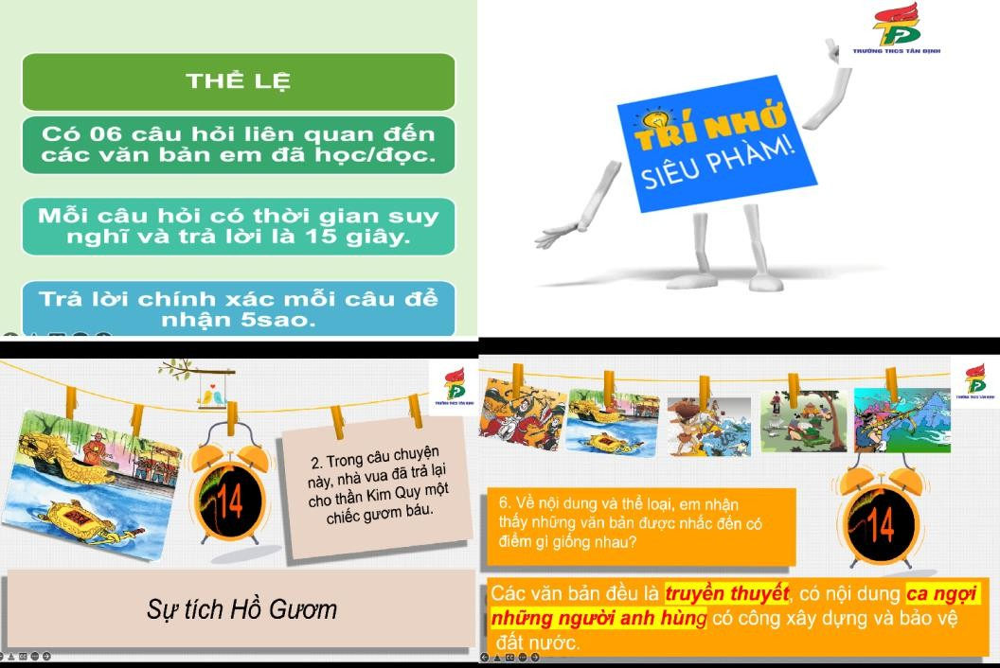 THỂ LỆ
Có 06 câu hỏi liên quan đến
các văn bản em đã học/đọc.
Mỗi câu hỏi có thời gian suy
nghĩ và trả lời là 15 giây.
Trả lời chính xác mỗi câu để
nhận 5sao.
TRƯỜNG THCS TÂN ĐỊNH
TRÍ NHỚ
SIÊU PHÀM!
TRƯỜNG THCS TÂN ĐỊNH
2. Trong câu chuyện
này, nhà vua đã trả lại
cho thần Kim Quy một
chiếc gươm báu.
14
Sự tích Hồ Gươm
TRƯỜNG THCS TÂN ĐỊNH
6. Về nội dung và thể loại, em nhận
thấy những văn bản được nhắc đến có
điểm gì giống nhau?
14
Các văn bản đều là truyền thuyết, có nội dung ca ngợi
những người anh hùng có công xây dựng và bảo vệ
đất nước.